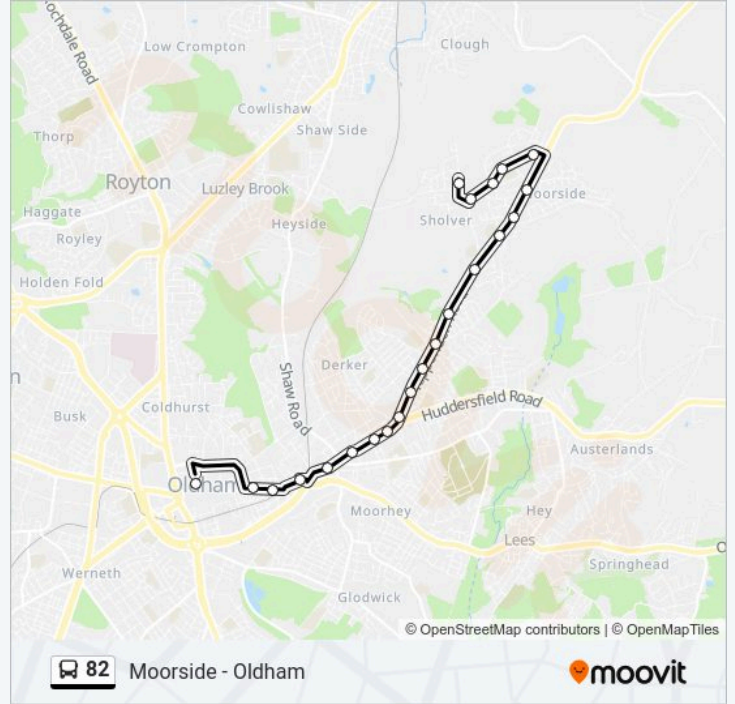 ochdale Road
Low Crompton
Clough
Cowlishaw
Shaw Side
Thorp
Royton
Luzley Brook
oorside
Haggate
Heyside
Sholver
Royley
Holden Fold
n
Derker
Shaw Road
Huddersfield Road
Busk
Coldhurst
Austerlands
Oldham
Moorhey
Hey
Lees
O
Springhead
Werneth
Glodwick
© OpenStreetMap contributors | © OpenMapTiles
82 Moorside - Oldham
moovit